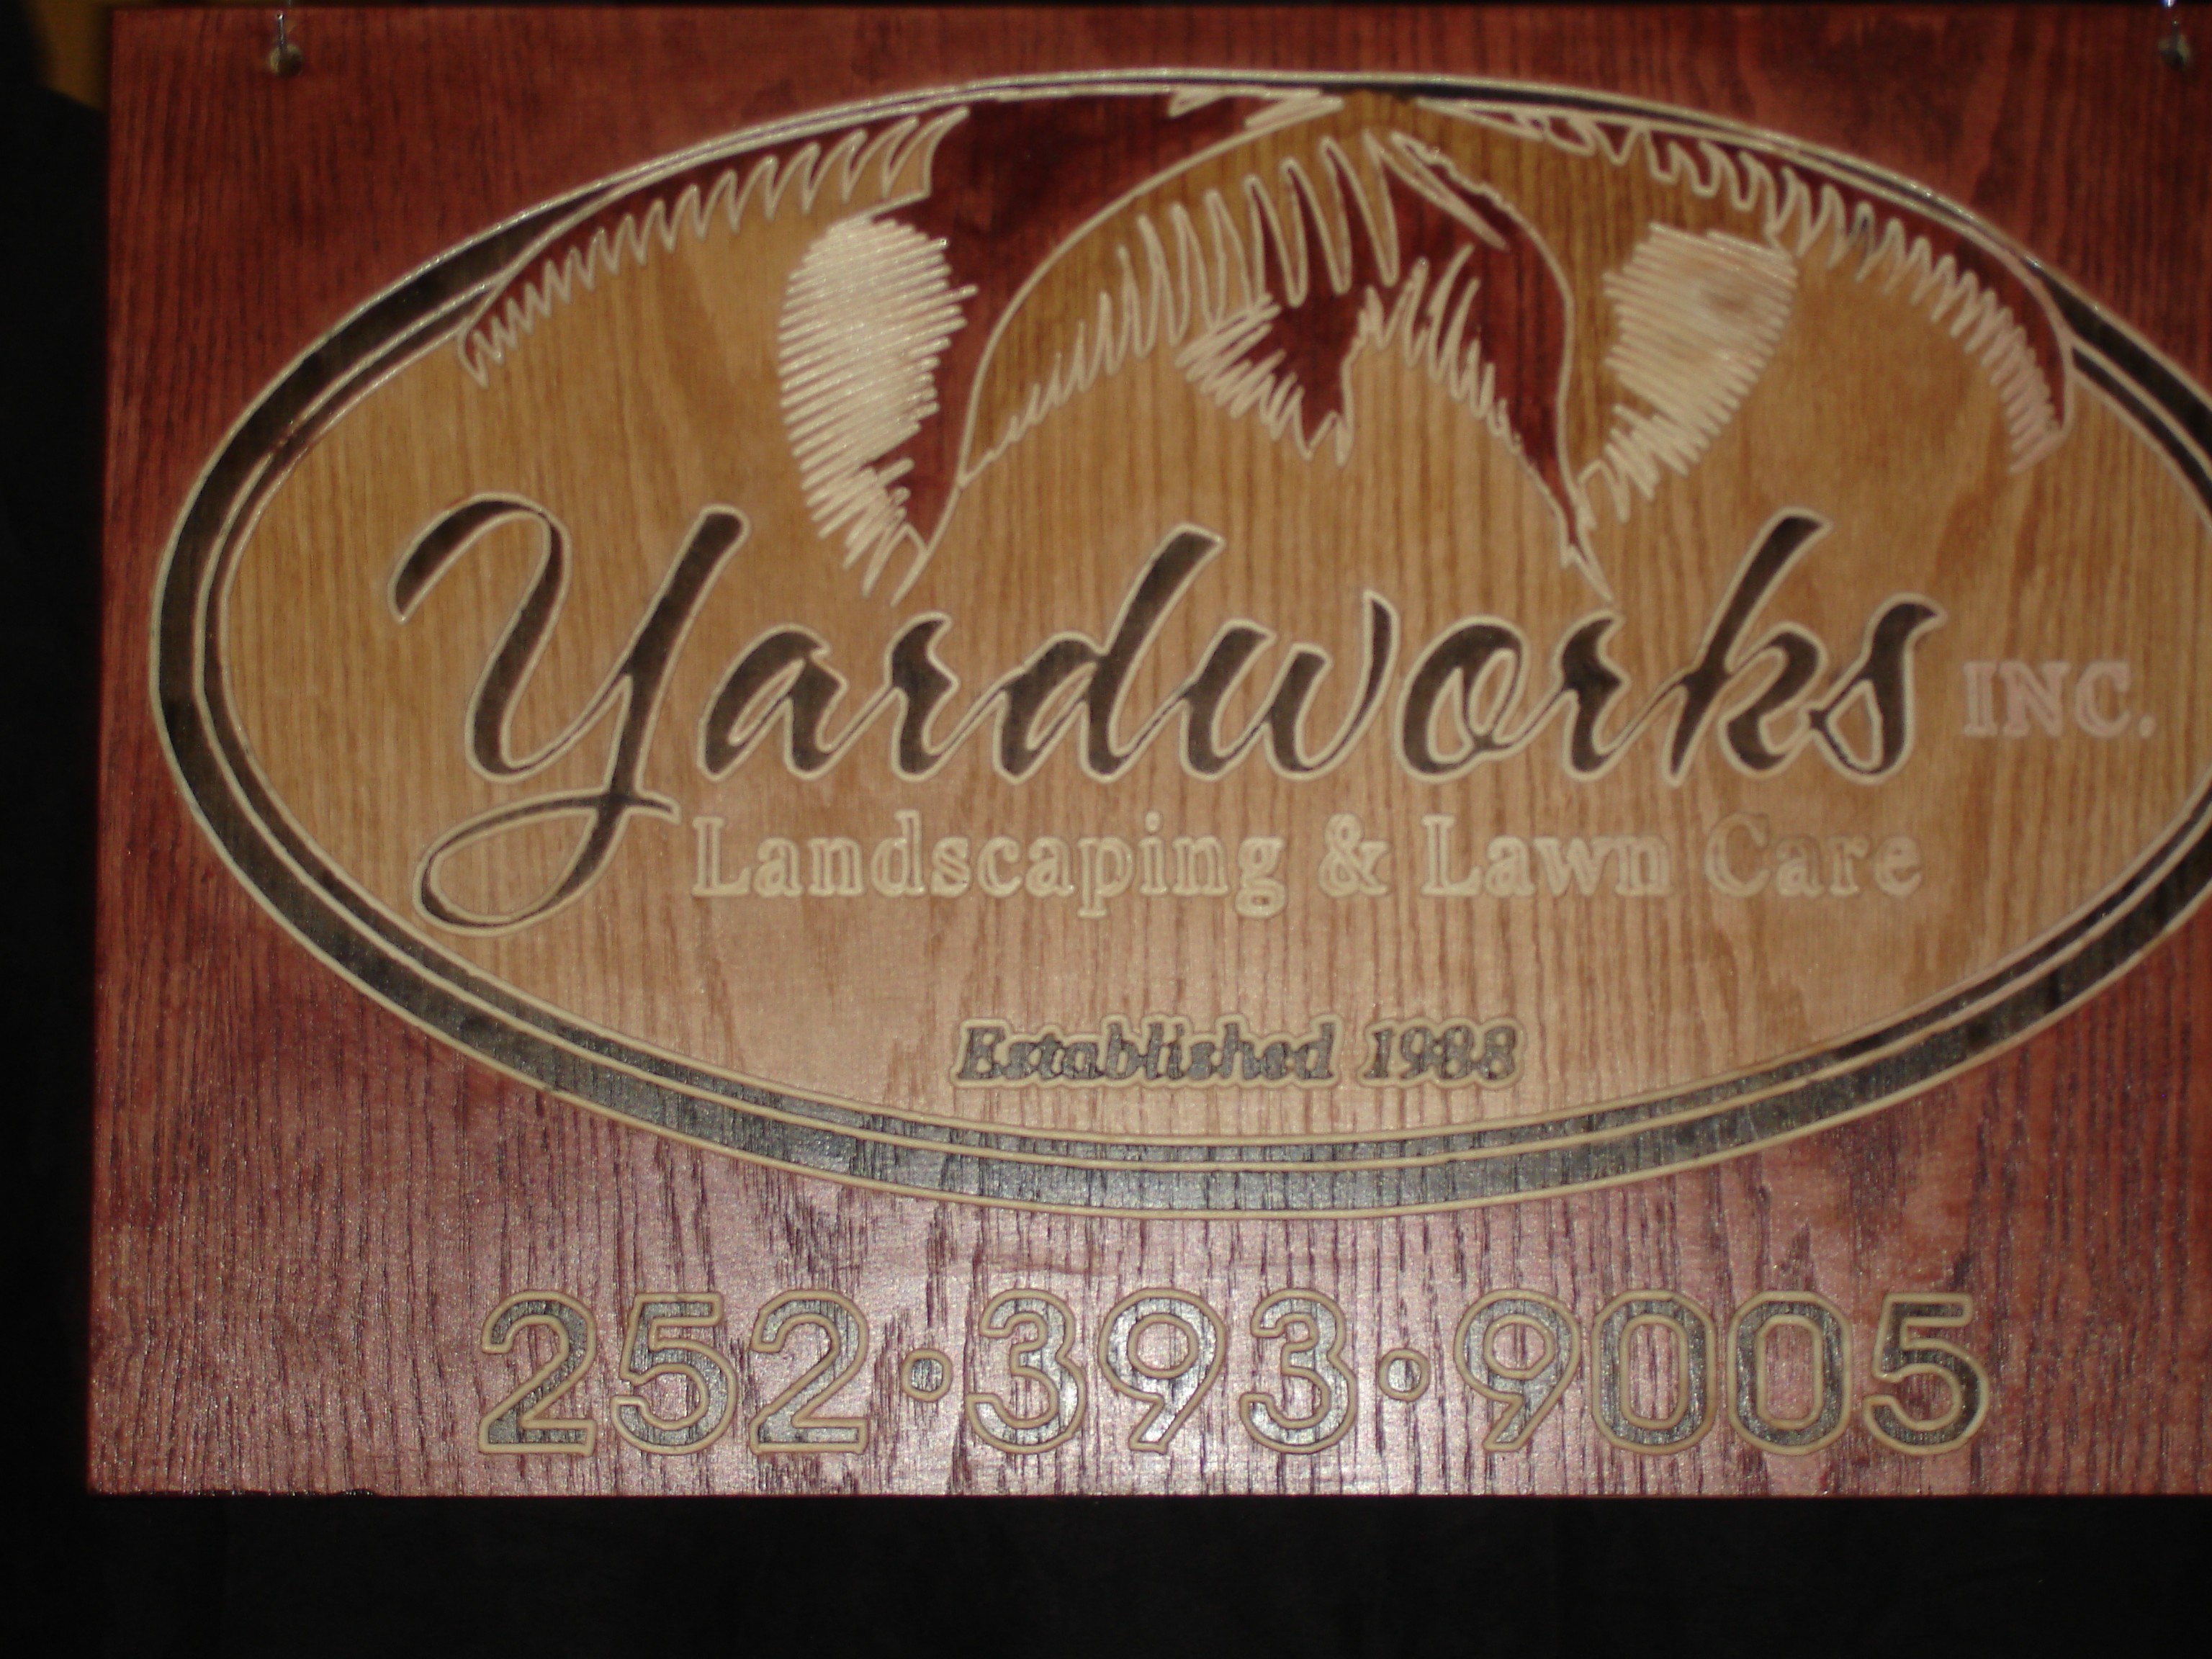 Yardworks INC.
Landscaping & Lawn Care
Established 1988
252•393•9005